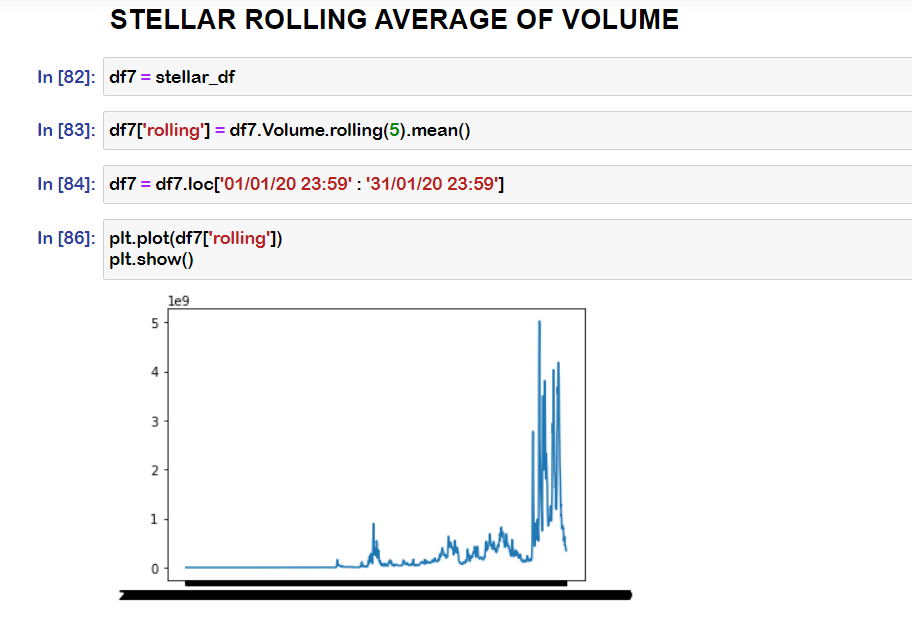 STELLAR ROLLING AVERAGE OF VOLUME
In [82]: df7 = stellar_df
In [83]: df7['rolling'] = df7.Volume.rolling(5).mean()
In [84]: df7 = df7.loc['01/01/20 23:59' : '31/01/20 23:59']
In [86]: plt.plot(df7['rolling'])
plt.show()
1e9
5
4
3
2
1
0